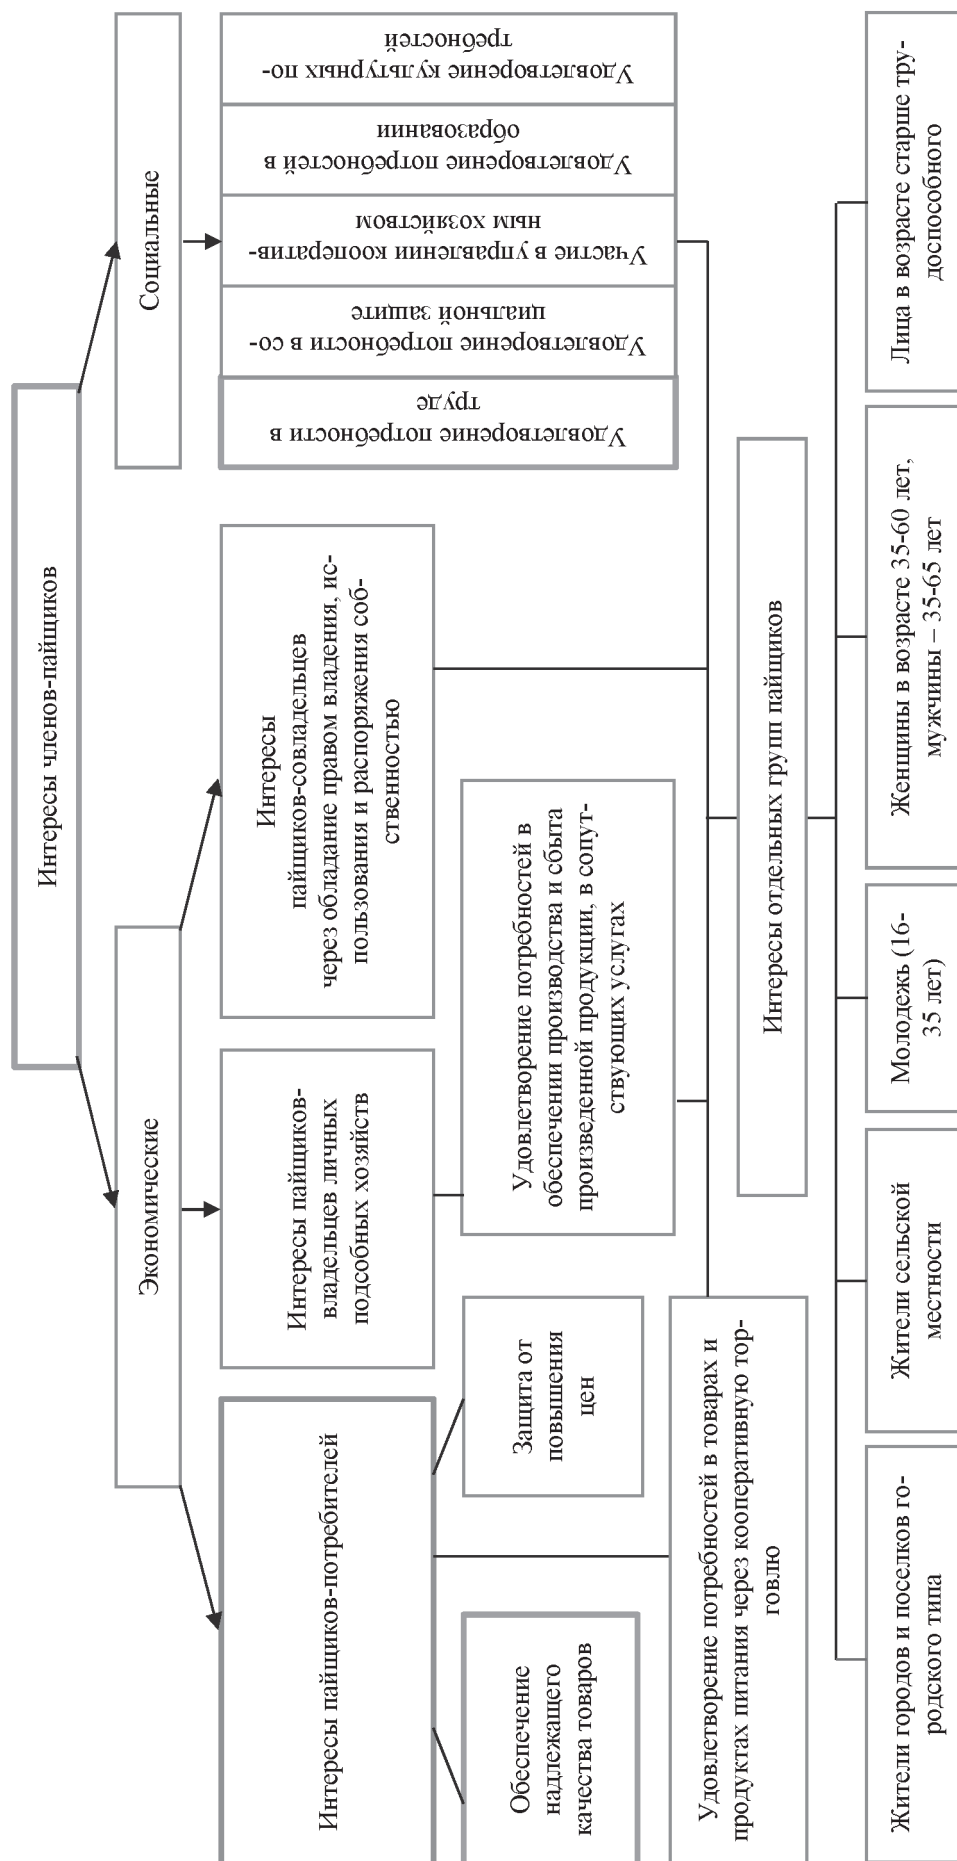 Интересы членов-пайщиков
Экономические
Социальные
Интересы пайщиков-потребителей
Интересы пайщиков-
владельцев личных
подсобных хозяйств
Интересы
пайщиков-совладельцев
через обладание правом владения, ис-
пользования и распоряжения соб-
ственностью
Удовлетворение потребности в
труде
Удовлетворение потребности в со-
циальной защите
Участие в управлении кооператив-
ным хозяйством
Удовлетворение потребностей в
образовании
Удовлетворение культурных по-
требностей
Обеспечение
надлежащего
качества товаров
Защита от
повышения
цен
Удовлетворение потребностей в
обеспечении производства и сбыта
произведенной продукции, в сопут-
ствующих услугах
Удовлетворение потребностей в товарах и
продуктах питания через кооперативную тор-
говлю
Интересы отдельных групп пайщиков
Жители городов и поселков го-
родского типа
Жители сельской
местности
Молодежь (16-
35 лет)
Женщины в возрасте 35-60 лет,
мужчины – 35-65 лет
Лица в возрасте старше тру-
доспособного